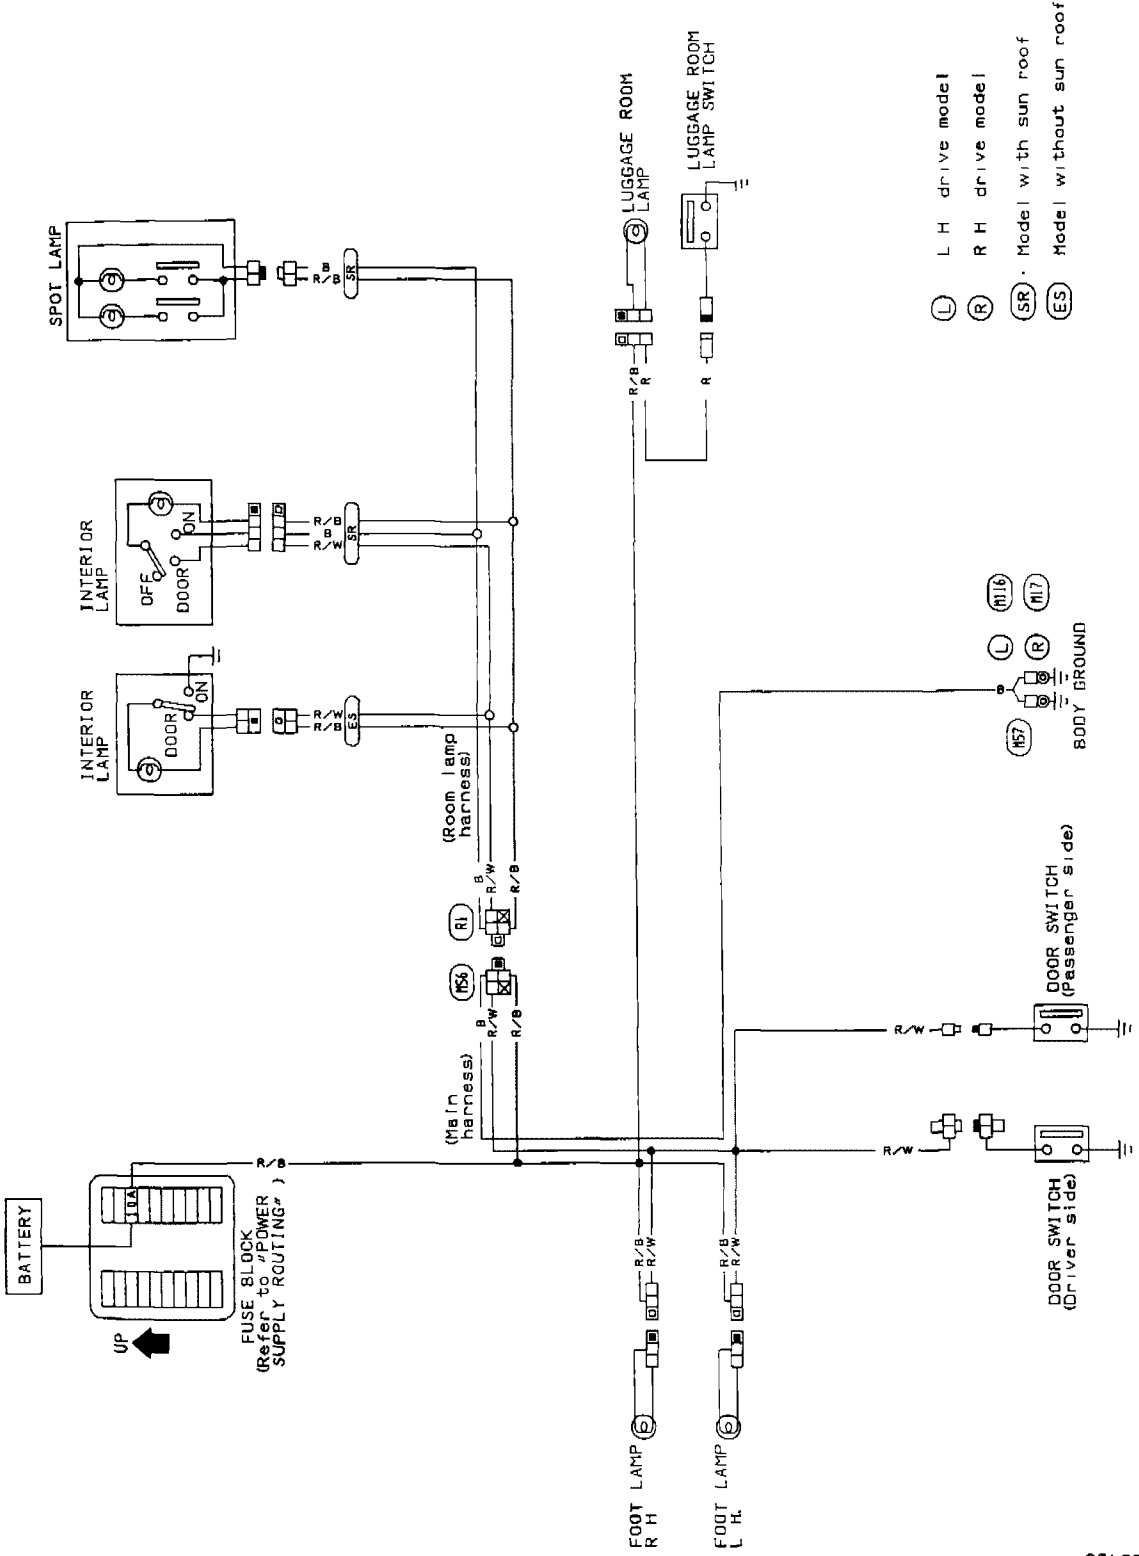 BATTERY
UP
10A
FUSE BLOCK
(Refer to "POWER
SUPPLY ROUTING")
R/B
FOOT LAMP
R H
FOOT LAMP
L H.
R/B
R/W
R/B
R/W
(Main
harness)
B
R/W
R/B
M56
R1
B
R/W
R/B
(Room lamp
harness)
INTERIOR
LAMP
DOOR
ON
R/W
R/B
ES
INTERIOR
LAMP
OFF
DOOR
ON
R/B
B
R/W
SR
SPOT LAMP
B
R/B
SR
LUGGAGE ROOM
LAMP
R/B
R
LUGGAGE ROOM
LAMP SWITCH
R
R/W
DOOR SWITCH
(Driver side)
R/W
DOOR SWITCH
(Passenger side)
B
M57
L
M116
R
M17
BODY GROUND
L L H drive model
R R H drive model
SR · Model with sun roof
ES Model without sun roof